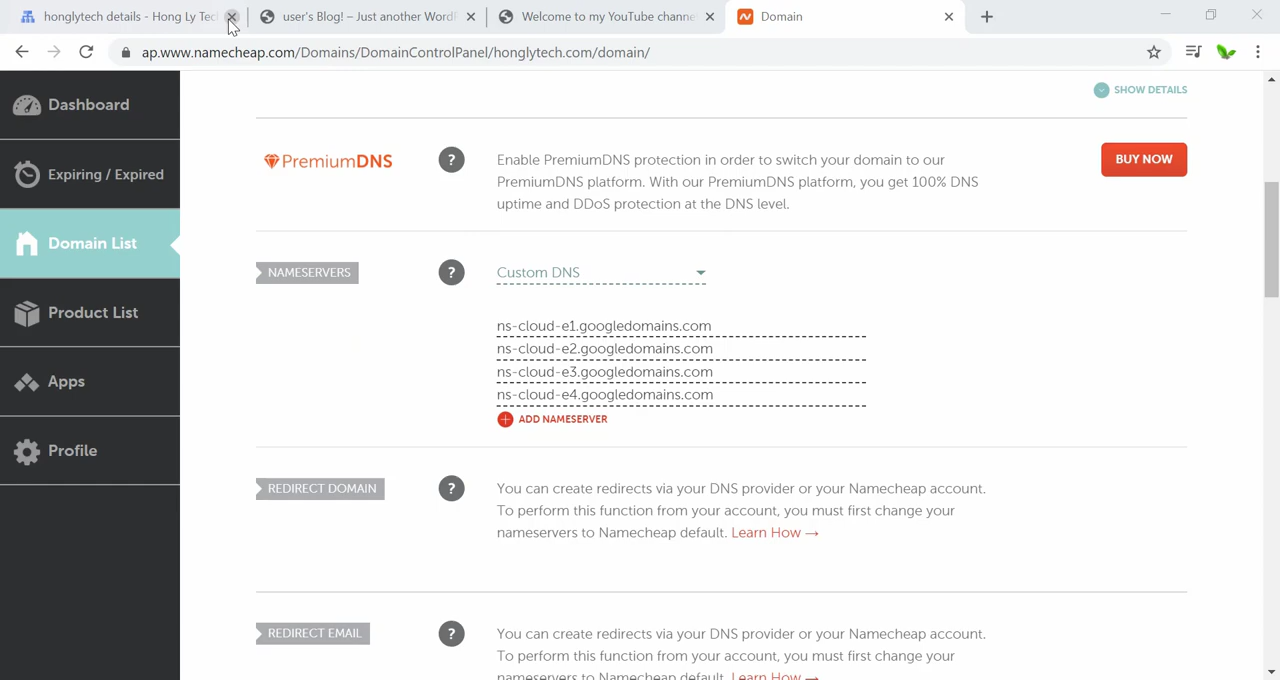 honglytech details - Hong Ly Tec
user's Blog! – Just another WordP
Welcome to my YouTube channe
Domain
ap.www.namecheap.com/Domains/DomainControlPanel/honglytech.com/domain/
Dashboard
Expiring / Expired
Domain List
Product List
Apps
Profile
SHOW DETAILS
PremiumDNS
?
Enable PremiumDNS protection in order to switch your domain to our
PremiumDNS platform. With our PremiumDNS platform, you get 100% DNS
uptime and DDoS protection at the DNS level.
BUY NOW
NAMESERVERS
?
Custom DNS
ns-cloud-e1.googledomains.com
ns-cloud-e2.googledomains.com
ns-cloud-e3.googledomains.com
ns-cloud-e4.googledomains.com
ADD NAMESERVER
REDIRECT DOMAIN
?
You can create redirects via your DNS provider or your Namecheap account.
To perform this function from your account, you must first change your
nameservers to Namecheap default. Learn How →
REDIRECT EMAIL
?
You can create redirects via your DNS provider or your Namecheap account.
To perform this function from your account, you must first change your
nameservers to Namecheap default. Learn How →